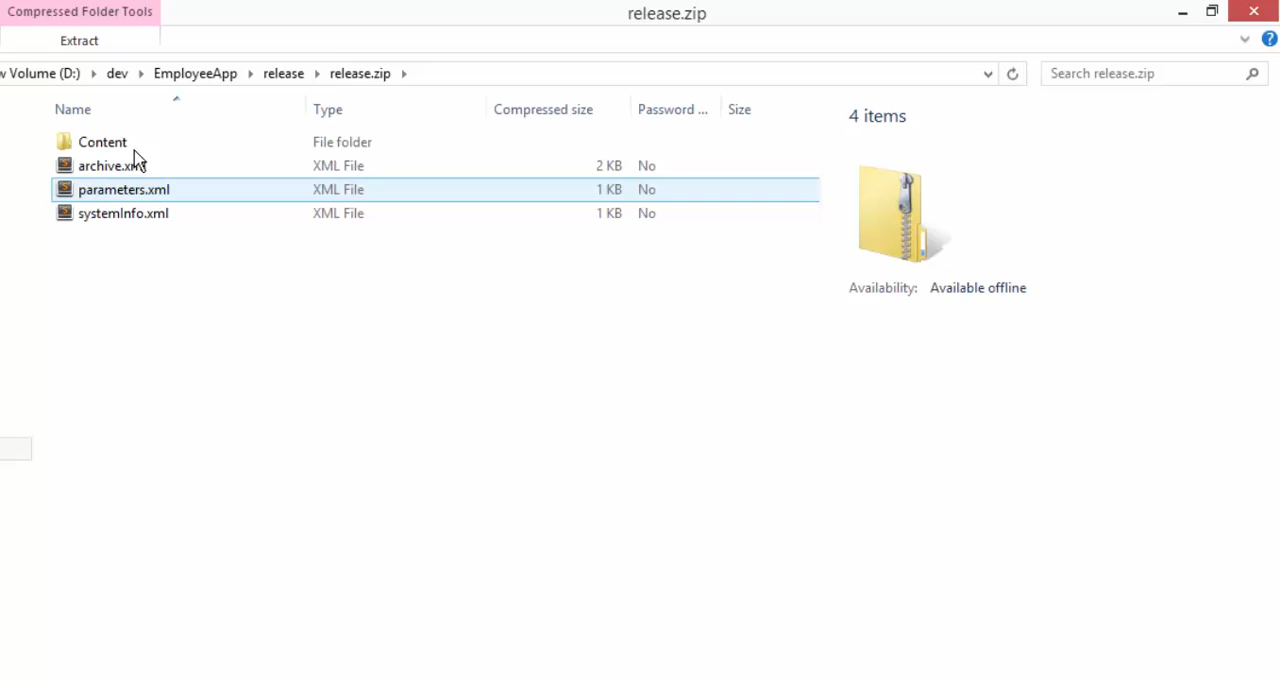 Compressed Folder Tools
release.zip
Extract
w Volume (D:) dev EmployeeApp release release.zip
Search release.zip
Name Type Compressed size Password ... Size
4 items
Content File folder
archive.xml XML File 2 KB No
parameters.xml XML File 1 KB No
systemInfo.xml XML File 1 KB No
Availability: Available offline